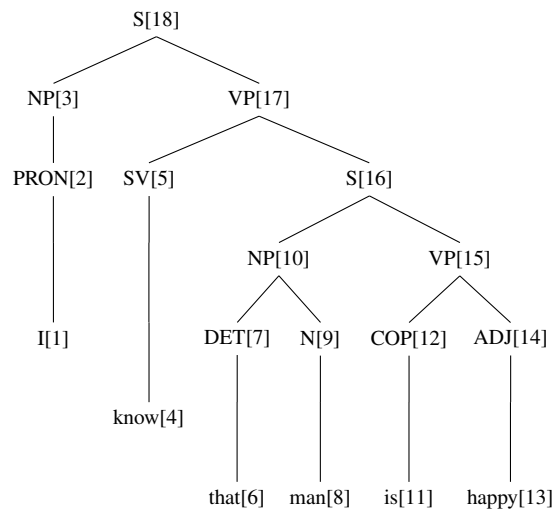 S[18]
NP[3] VP[17]
PRON[2] SV[5] S[16]
NP[10] VP[15]
I[1] DET[7] N[9] COP[12] ADJ[14]
know[4]
that[6] man[8] is[11] happy[13]